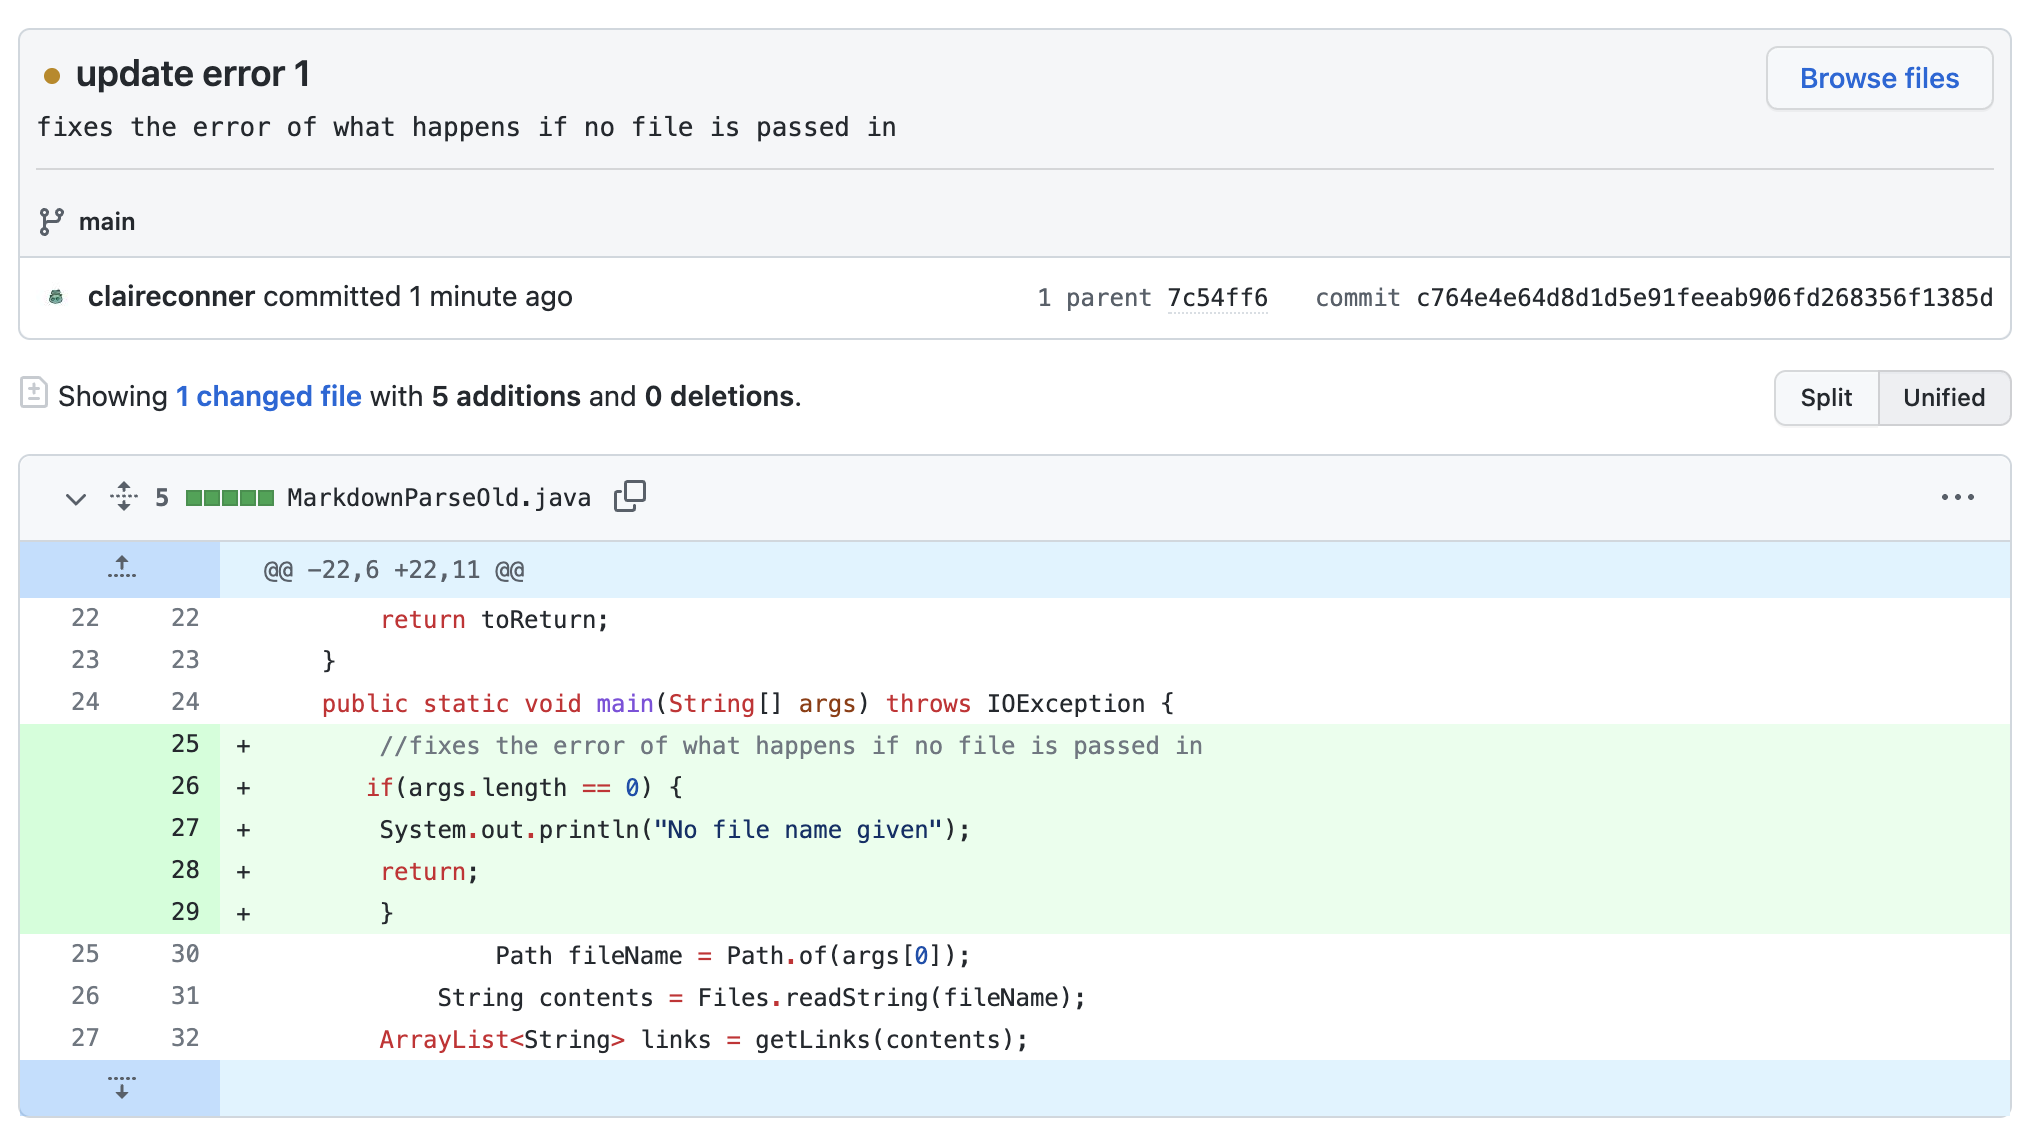 update error 1
Browse files
fixes the error of what happens if no file is passed in
main
claireconner committed 1 minute ago 1 parent 7c54ff6 commit c764e4e64d8d1d5e91feeab906fd268356f1385d
Showing 1 changed file with 5 additions and 0 deletions.
Split Unified
5 MarkdownParseOld.java
@@ -22,6 +22,11 @@
22 22 return toReturn;
23 23 }
24 24 public static void main(String[] args) throws IOException {
25 + //fixes the error of what happens if no file is passed in
26 + if(args.length == 0) {
27 + System.out.println("No file name given");
28 + return;
29 + }
25 30 Path fileName = Path.of(args[0]);
26 31 String contents = Files.readString(fileName);
27 32 ArrayList<String> links = getLinks(contents);